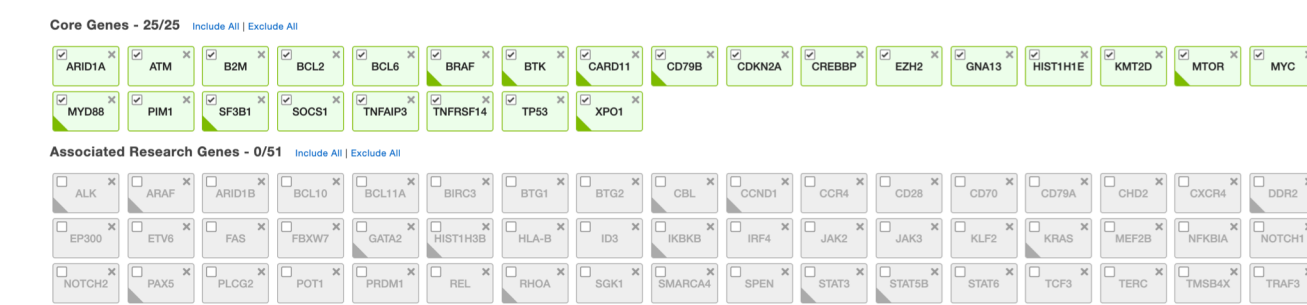 Core Genes - 25/25 Include All | Exclude All
ARID1A ATM B2M BCL2 BCL6 BRAF BTK CARD11 CD79B CDKN2A CREBBP EZH2 GNA13 HIST1H1E KMT2D MTOR MYC
MYD88 PIM1 SF3B1 SOCS1 TNFAIP3 TNFRSF14 TP53 XPO1
Associated Research Genes - 0/51 Include All | Exclude All
ALK ARAF ARID1B BCL10 BCL11A BIRC3 BTG1 BTG2 CBL CCND1 CCR4 CD28 CD70 CD79A CHD2 CXCR4 DDR2
EP300 ETV6 FAS FBXW7 GATA2 HIST1H3B HLA-B ID3 IKBKB IRF4 JAK2 JAK3 KLF2 KRAS MEF2B NFKBIA NOTCH1
NOTCH2 PAX5 PLCG2 POT1 PRDM1 REL RHOA SGK1 SMARCA4 SPEN STAT3 STAT5B STAT6 TCF3 TERC TMSB4X TRAF3